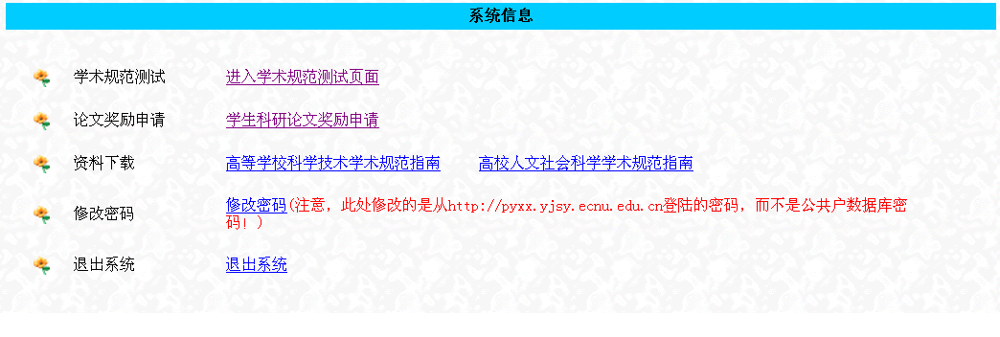 系统信息
学术规范测试 进入学术规范测试页面
论文奖励申请 学生科研论文奖励申请
资料下载 高等学校科学技术学术规范指南 高校人文社会科学学术规范指南
修改密码 修改密码(注意，此处修改的是从http://pyxx.yjsy.ecnu.edu.cn登陆的密码，而不是公共户数据库密
码！)
退出系统 退出系统